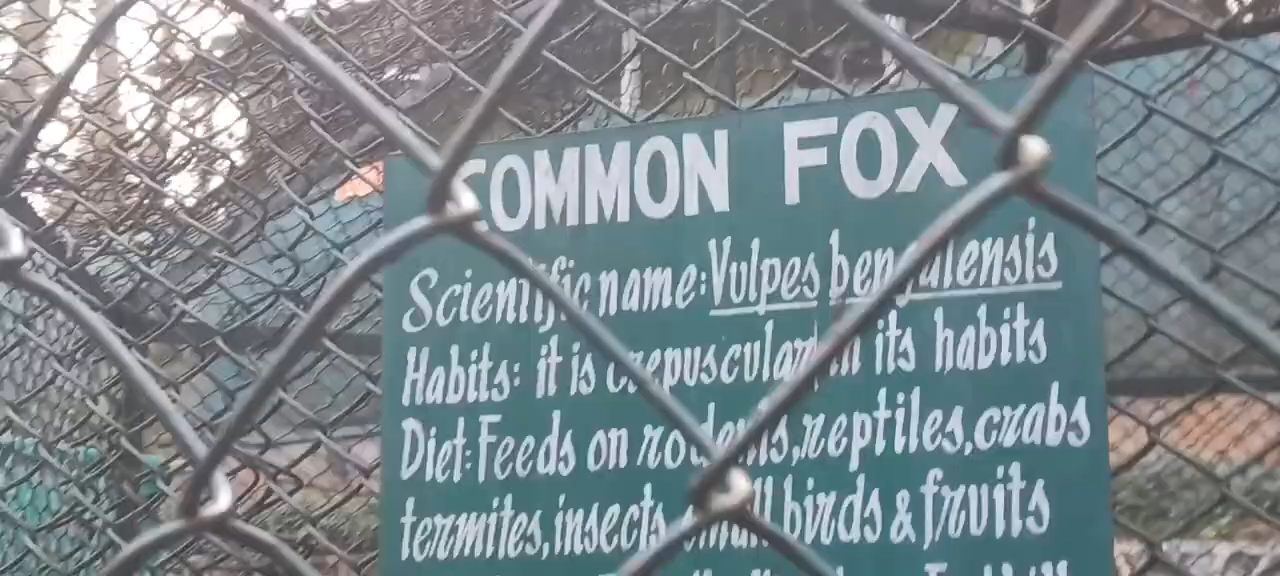 COMMON FOX
Scientific name: Vulpes bengalensis
Habits: it is crepuscular in its habits
Diet: Feeds on rodents, reptiles, crabs
termites, insects, small birds & fruits